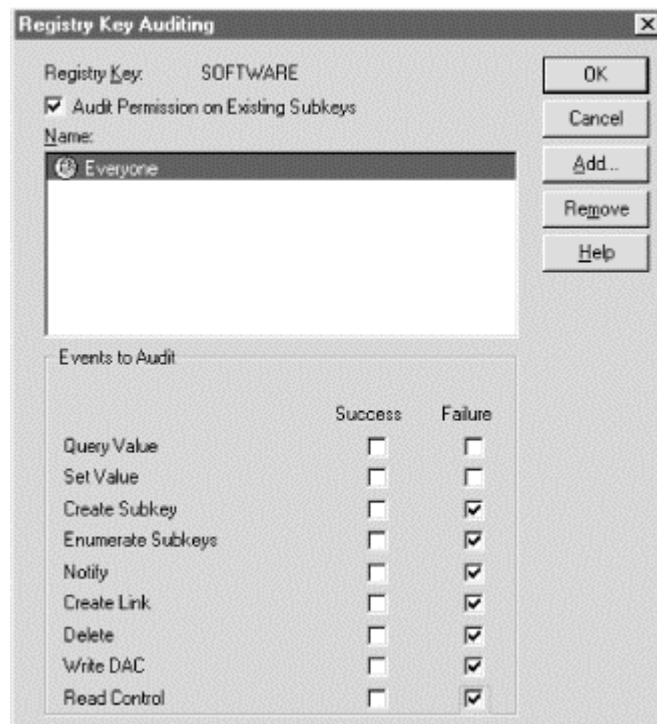 Registry Key Auditing
Registry Key: SOFTWARE
Audit Permission on Existing Subkeys
Name:
Everyone
OK
Cancel
Add...
Remove
Help
Events to Audit
Success Failure
Query Value
Set Value
Create Subkey
Enumerate Subkeys
Notify
Create Link
Delete
Write DAC
Read Control